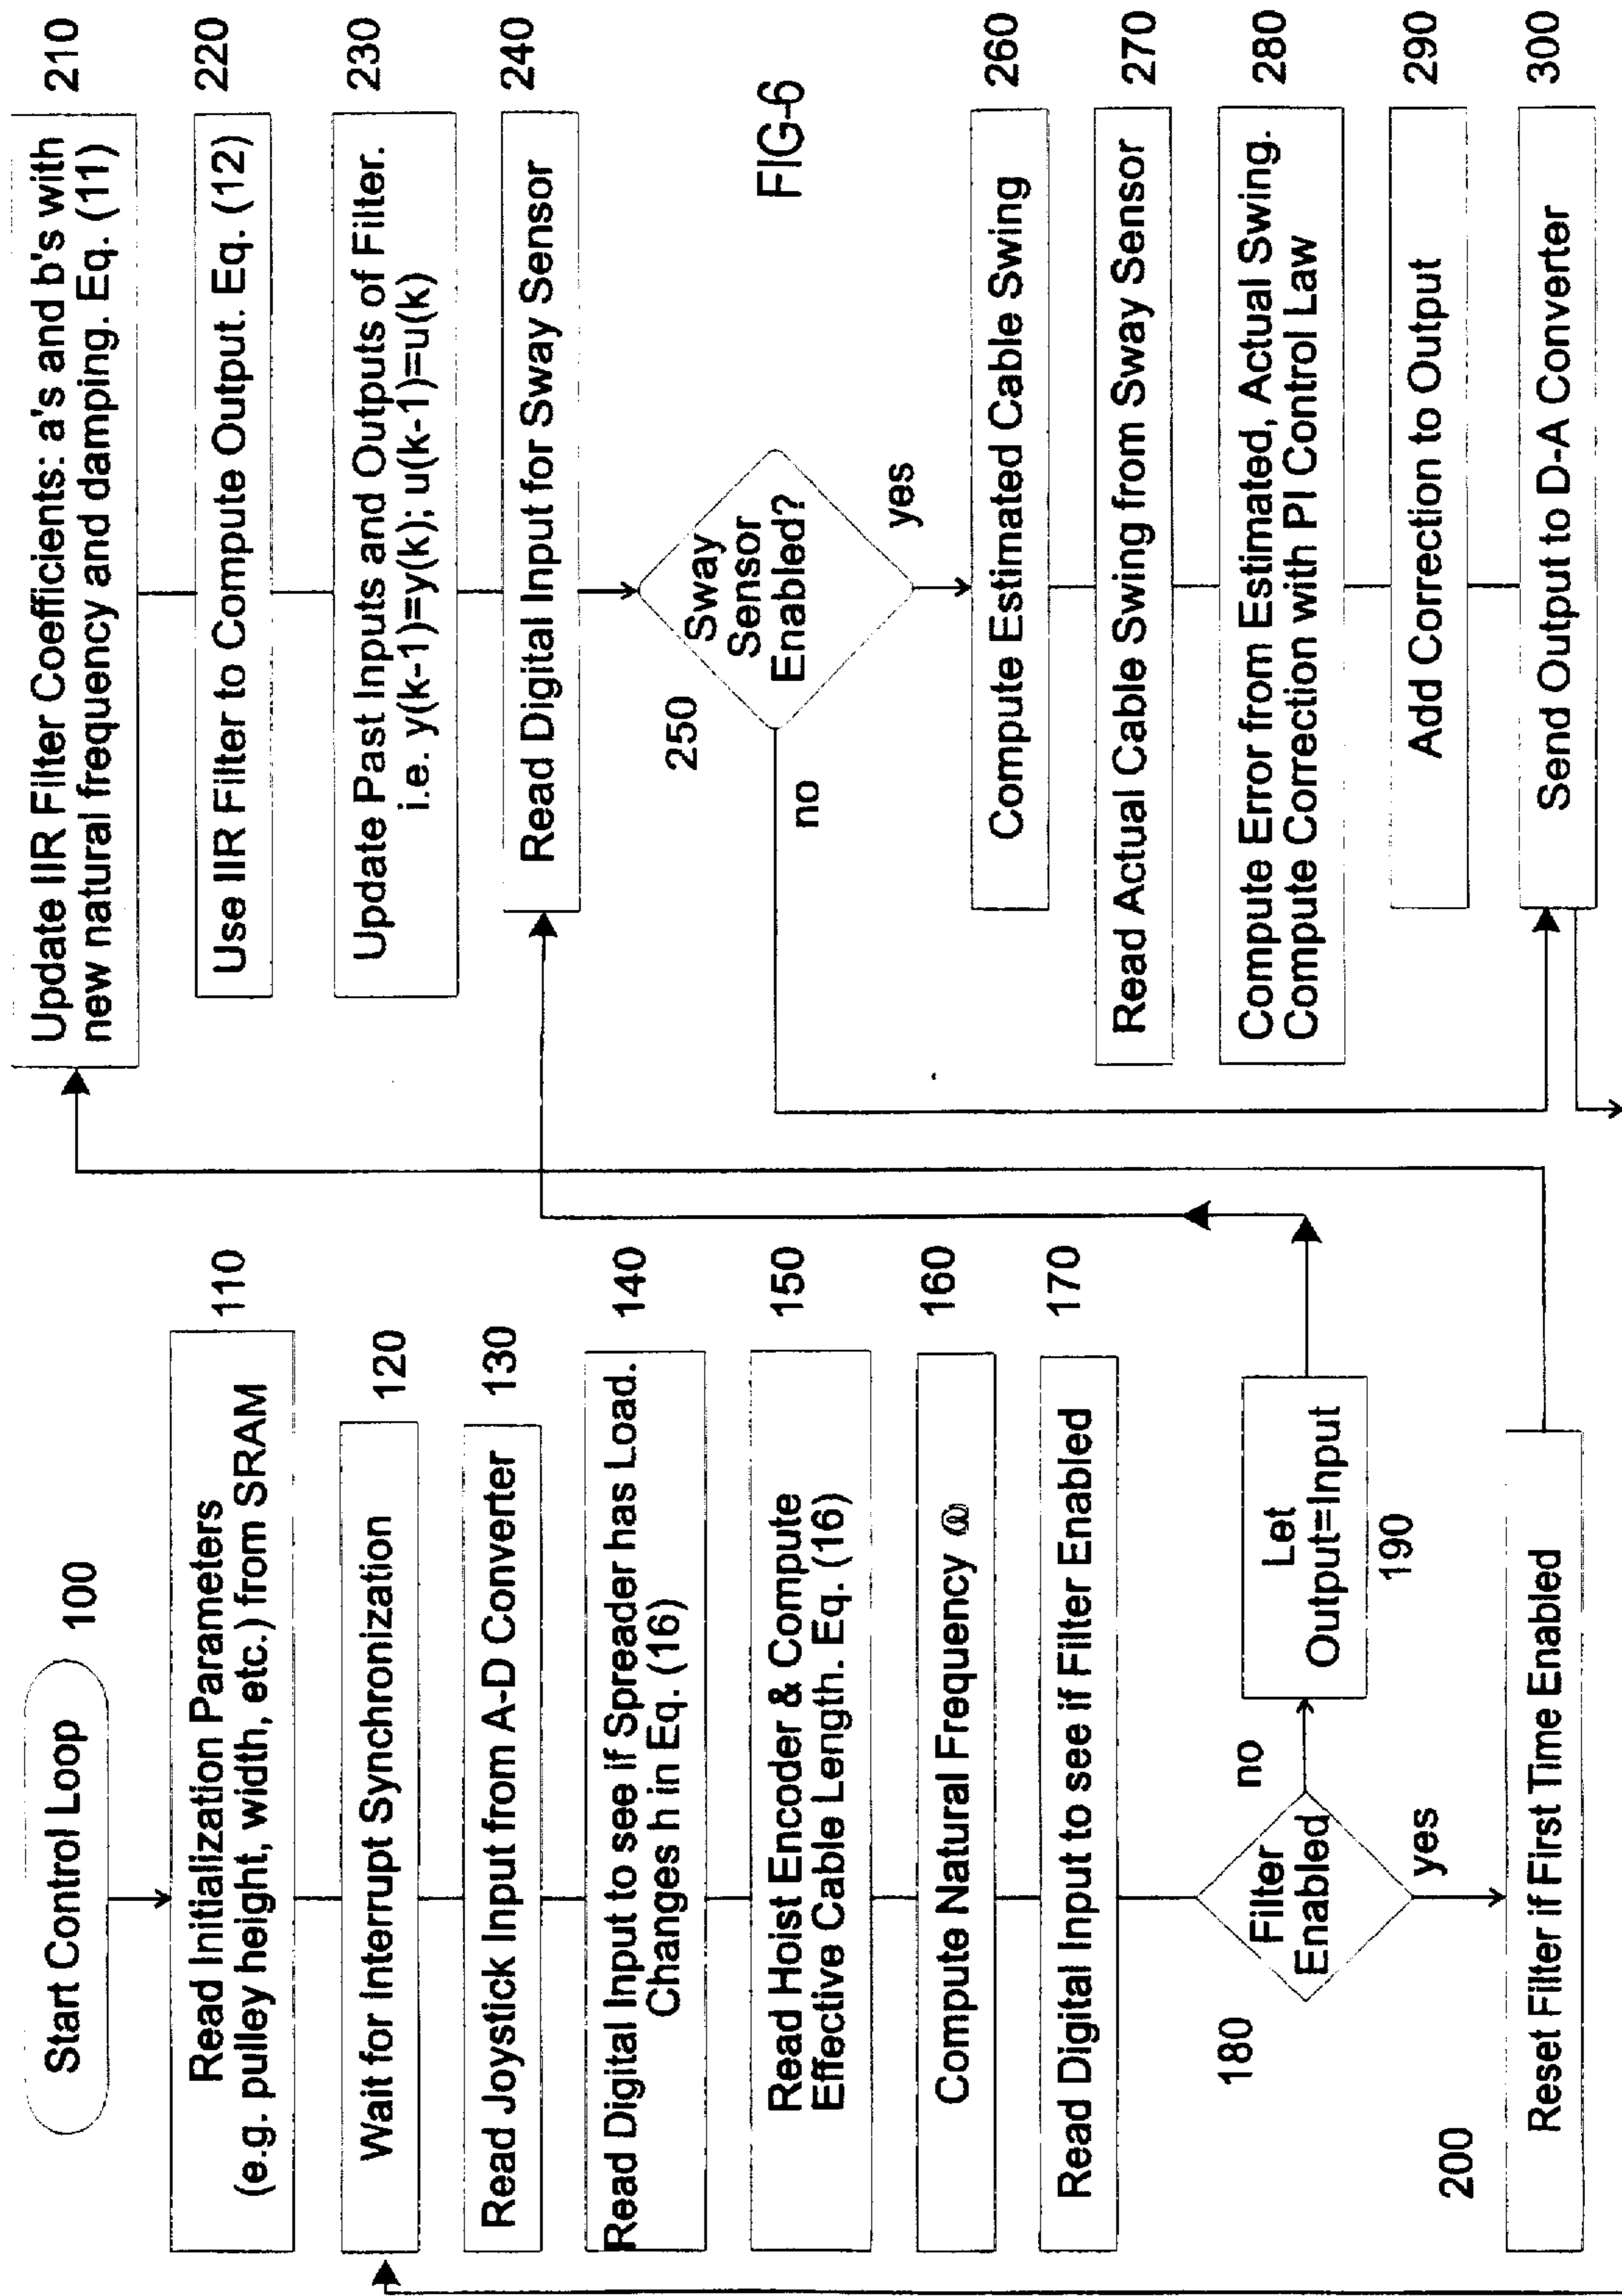 Start Control Loop 100
Read Initialization Parameters
(e.g. pulley height, width, etc.) from SRAM
110
Wait for Interrupt Synchronization 120
Read Joystick Input from A-D Converter 130
Read Digital Input to see if Spreader has Load.
Changes h in Eq. (16)
140
Read Hoist Encoder & Compute
Effective Cable Length. Eq. (16)
150
Compute Natural Frequency ω 160
Read Digital Input to see if Filter Enabled 170
180
Filter
Enabled
no
yes
Let
Output=Input
190
200
Reset Filter if First Time Enabled
Update IIR Filter Coefficients: a's and b's with
new natural frequency and damping. Eq. (11)
210
Use IIR Filter to Compute Output. Eq. (12) 220
Update Past Inputs and Outputs of Filter.
i.e. y(k-1)=y(k); u(k-1)=u(k)
230
Read Digital Input for Sway Sensor 240
250
Sway
Sensor
Enabled?
no
yes
FIG-6
Compute Estimated Cable Swing 260
Read Actual Cable Swing from Sway Sensor 270
Compute Error from Estimated, Actual Swing.
Compute Correction with PI Control Law
280
Add Correction to Output 290
Send Output to D-A Converter 300